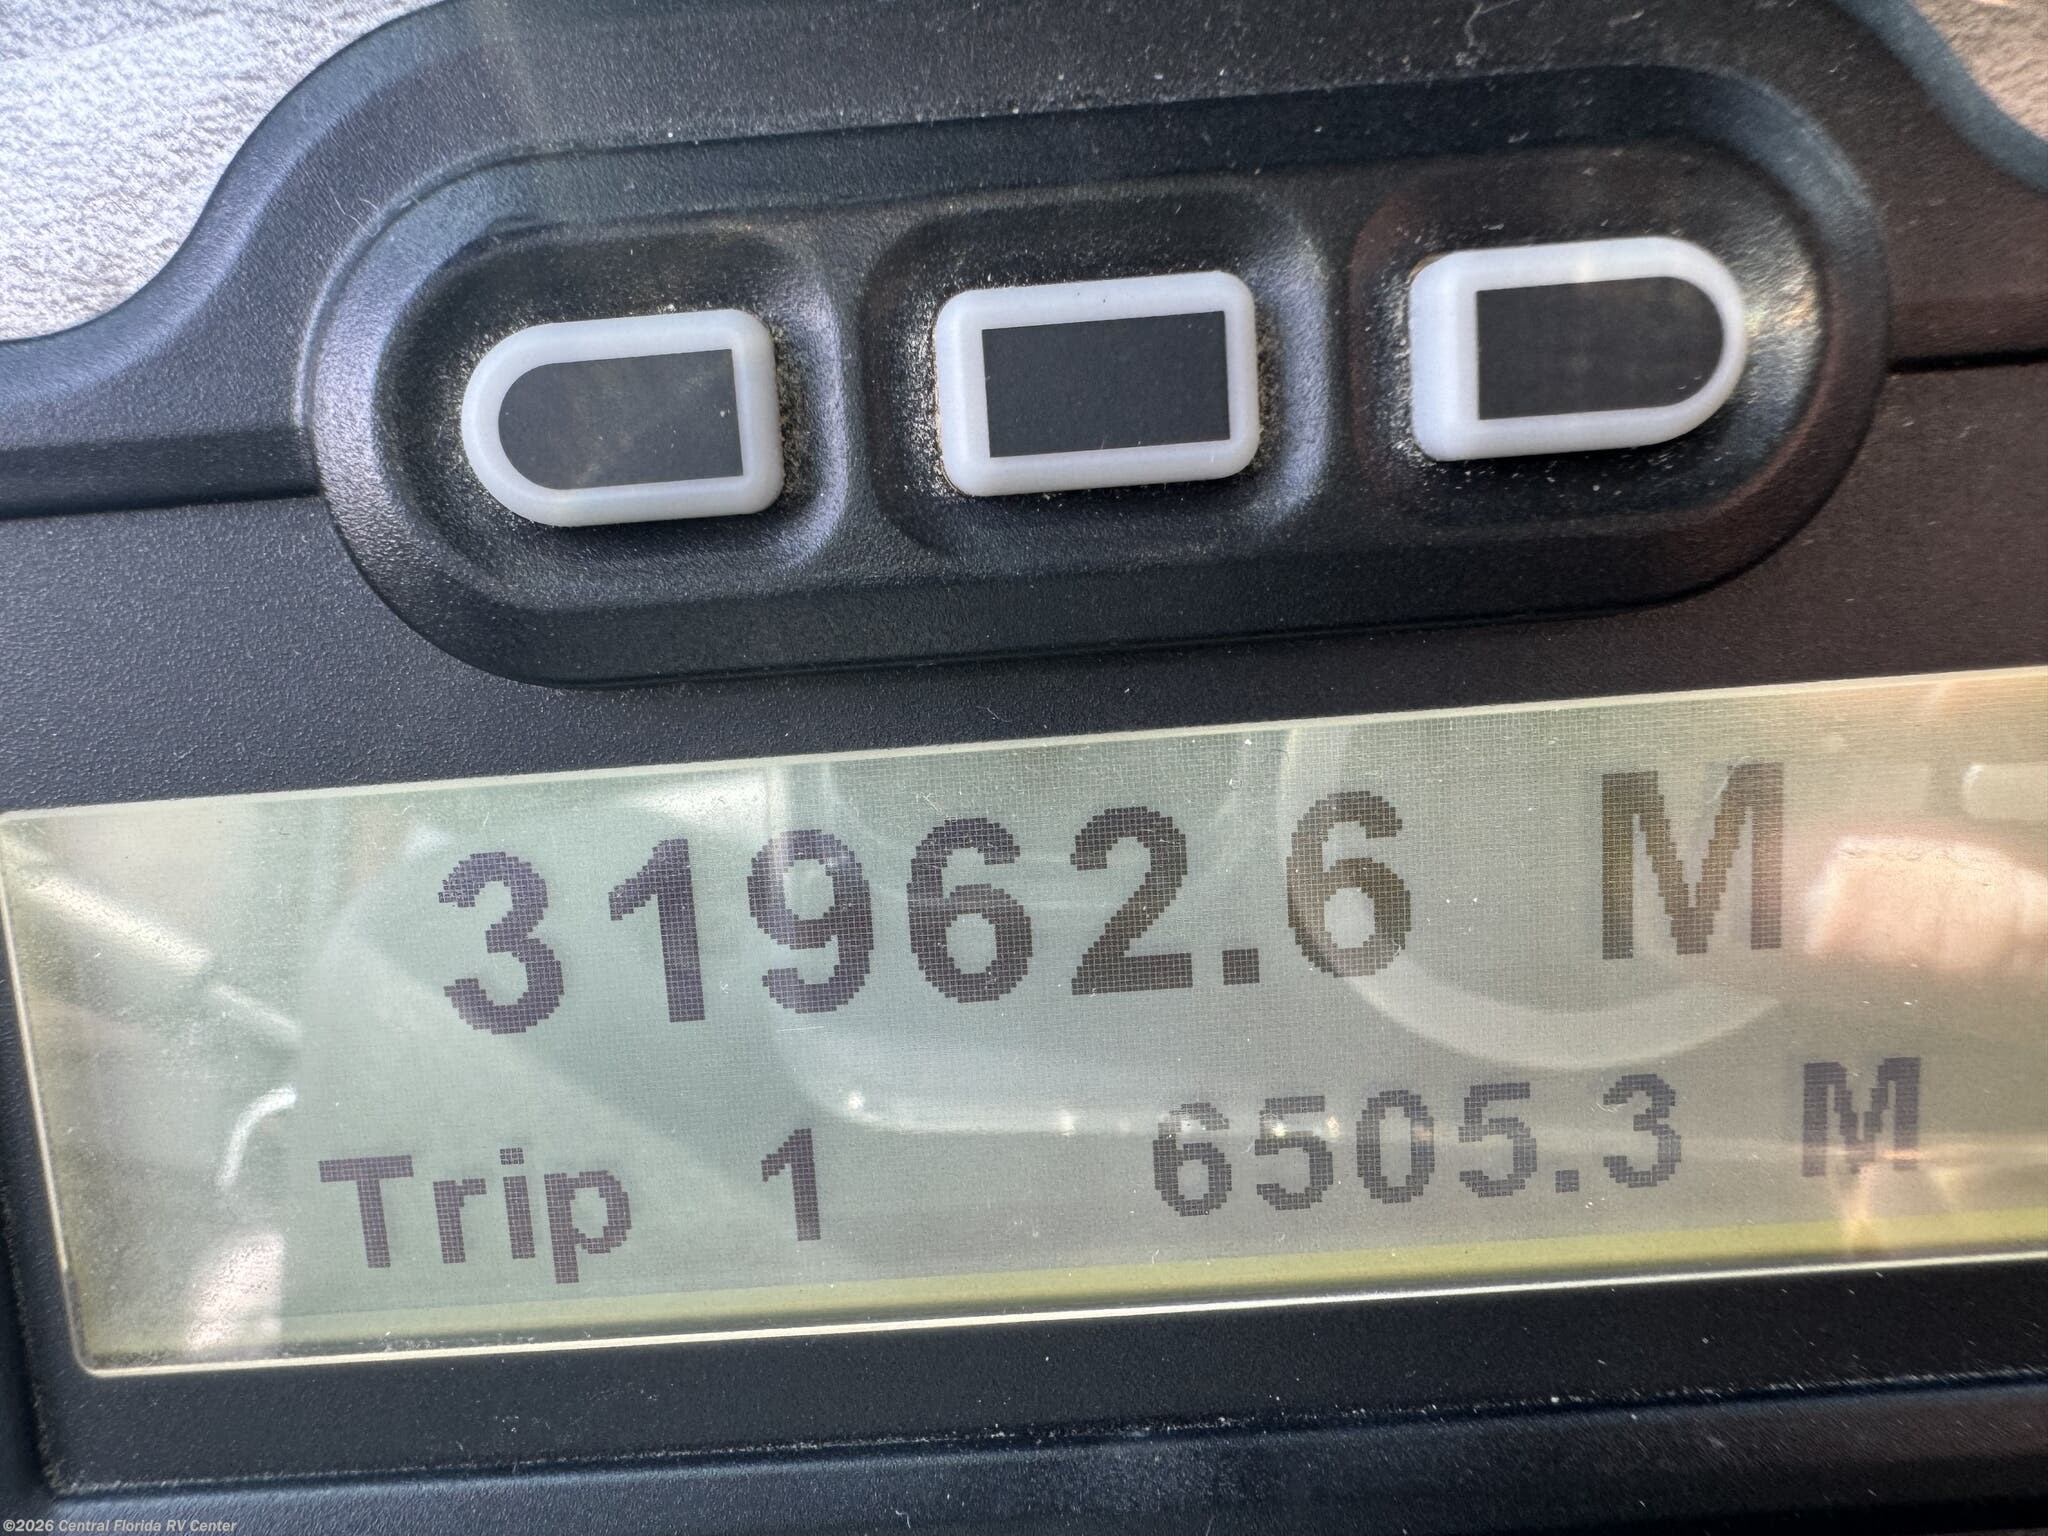 31962.6 M
Trip 1 6505.3 M
©2026 Central Florida RV Center